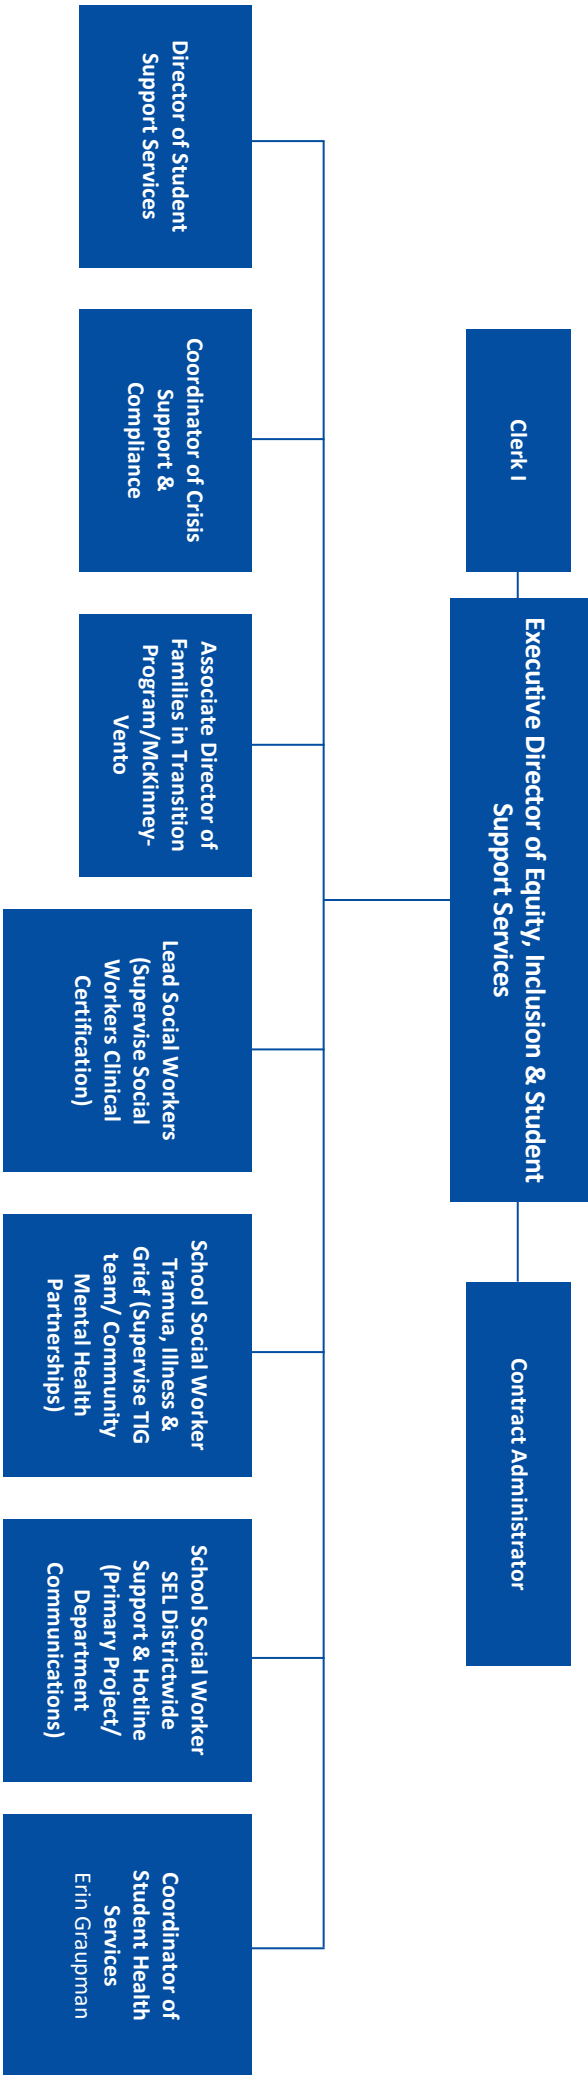 Clerk I
Executive Director of Equity, Inclusion & Student
Support Services
Contract Administrator
Director of Student
Support Services
Coordinator of Crisis
Support &
Compliance
Associate Director of
Families in Transition
Program/McKinney-
Vento
Lead Social Workers
(Supervise Social
Workers Clinical
Certification)
School Social Worker
Tramua, Illness &
Grief (Supervise TIG
team/ Community
Mental Health
Partnerships)
School Social Worker
SEL Districtwide
Support & Hotline
(Primary Project/
Department
Communications)
Coordinator of
Student Health
Services
Erin Graupman